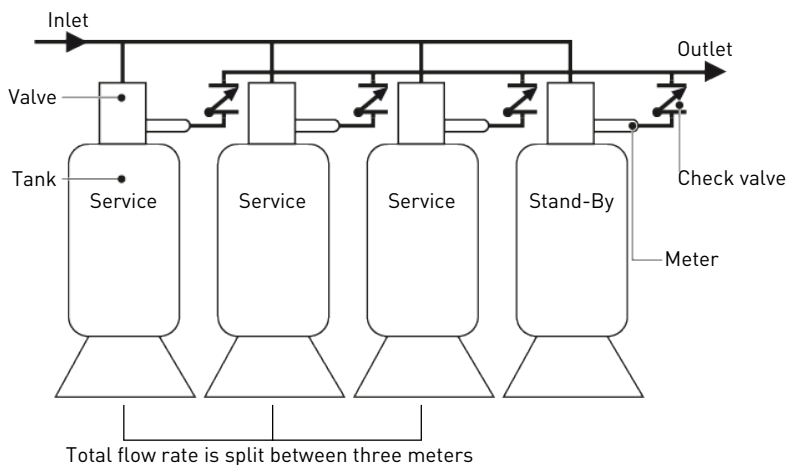 Inlet
Outlet
Valve
Tank
Service
Service
Service
Stand-By
Check valve
Meter
Total flow rate is split between three meters